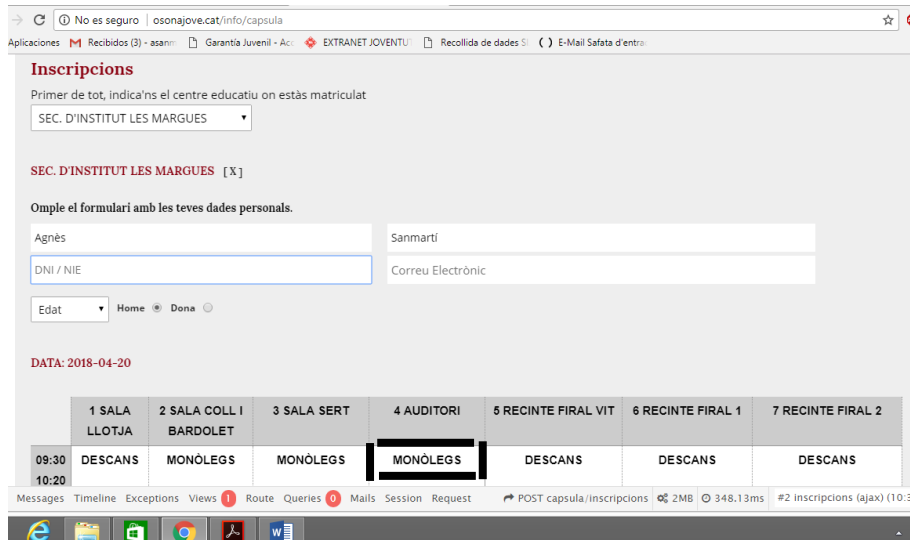 No es seguro | osonajove.cat/info/capsula
Aplicaciones Recibidos (3) - asanm Garantía Juvenil - Acc EXTRANET JOVENTUT Recollida de dades S E-Mail Safata d'entra
Inscripcions
Primer de tot, indica'ns el centre educatiu on estàs matriculat
SEC. D'INSTITUT LES MARGUES
SEC. D'INSTITUT LES MARGUES [X]
Omple el formulari amb les teves dades personals.
Agnès Sanmartí
DNI / NIE Correu Electrònic
Edat Home Dona
DATA: 2018-04-20
1 SALA 2 SALA COLL I 3 SALA SERT 4 AUDITORI 5 RECINTE FIRAL VIT 6 RECINTE FIRAL 1 7 RECINTE FIRAL 2
LLOTJA BARDOLET
09:30 DESCANS MONÒLEGS MONÒLEGS MONÒLEGS DESCANS DESCANS DESCANS
10:20
Messages Timeline Exceptions Views 1 Route Queries 0 Mails Session Request POST capsula/inscripcions 2MB 348.13ms #2 inscripcions (ajax) (10:3